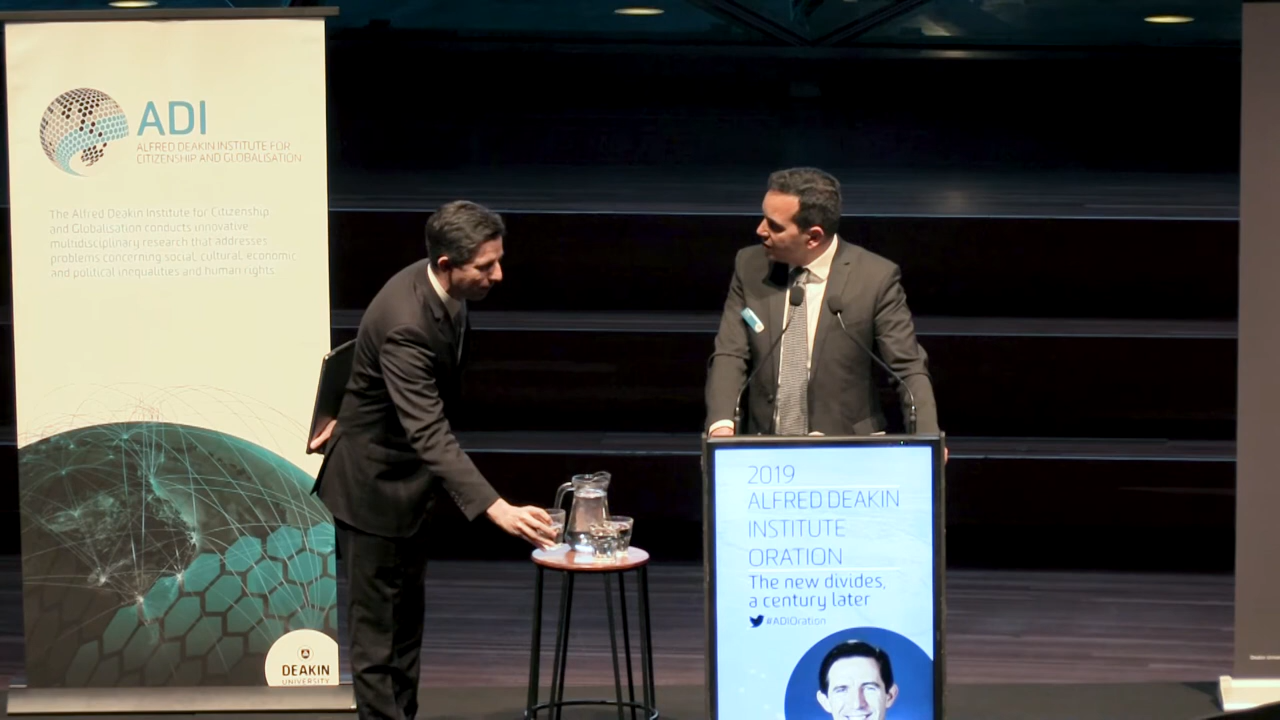 ADI
ALFRED DEAKIN INSTITUTE FOR
CITIZENSHIP AND GLOBALISATION
The Alfred Deakin Institute for Citizenship
and Globalisation conducts innovative
multidisciplinary research that addresses
problems concerning social, cultural, economic
and political inequalities and human rights
DEAKIN
UNIVERSITY
2019
ALFRED DEAKIN
INSTITUTE
ORATION
The new divides,
a century later
#ADIOration